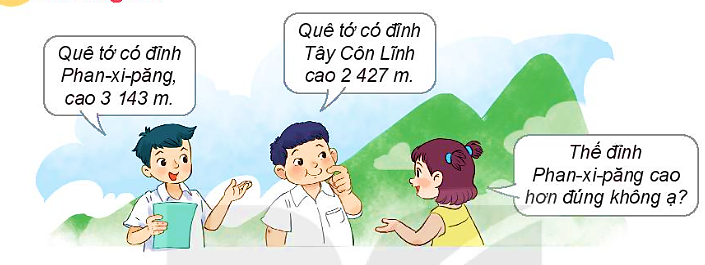 Quê tớ có đỉnh
Phan-xi-păng,
cao 3 143 m.
Quê tớ có đỉnh
Tây Côn Lĩnh
cao 2 427 m.
Thế đỉnh
Phan-xi-păng cao
hơn đúng không ạ?